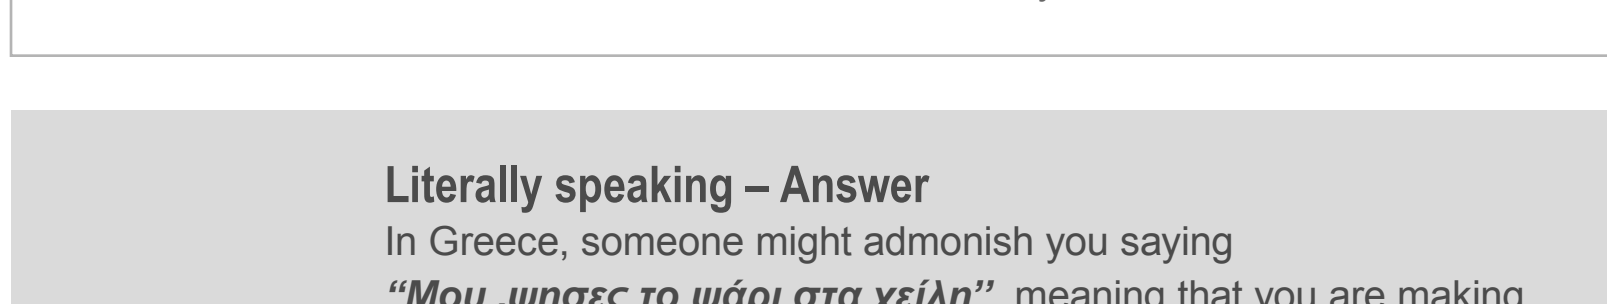 Literally speaking – Answer
In Greece, someone might admonish you saying
“Μου .ψησες το ψάρι στα χείλη’’ meaning that you are making